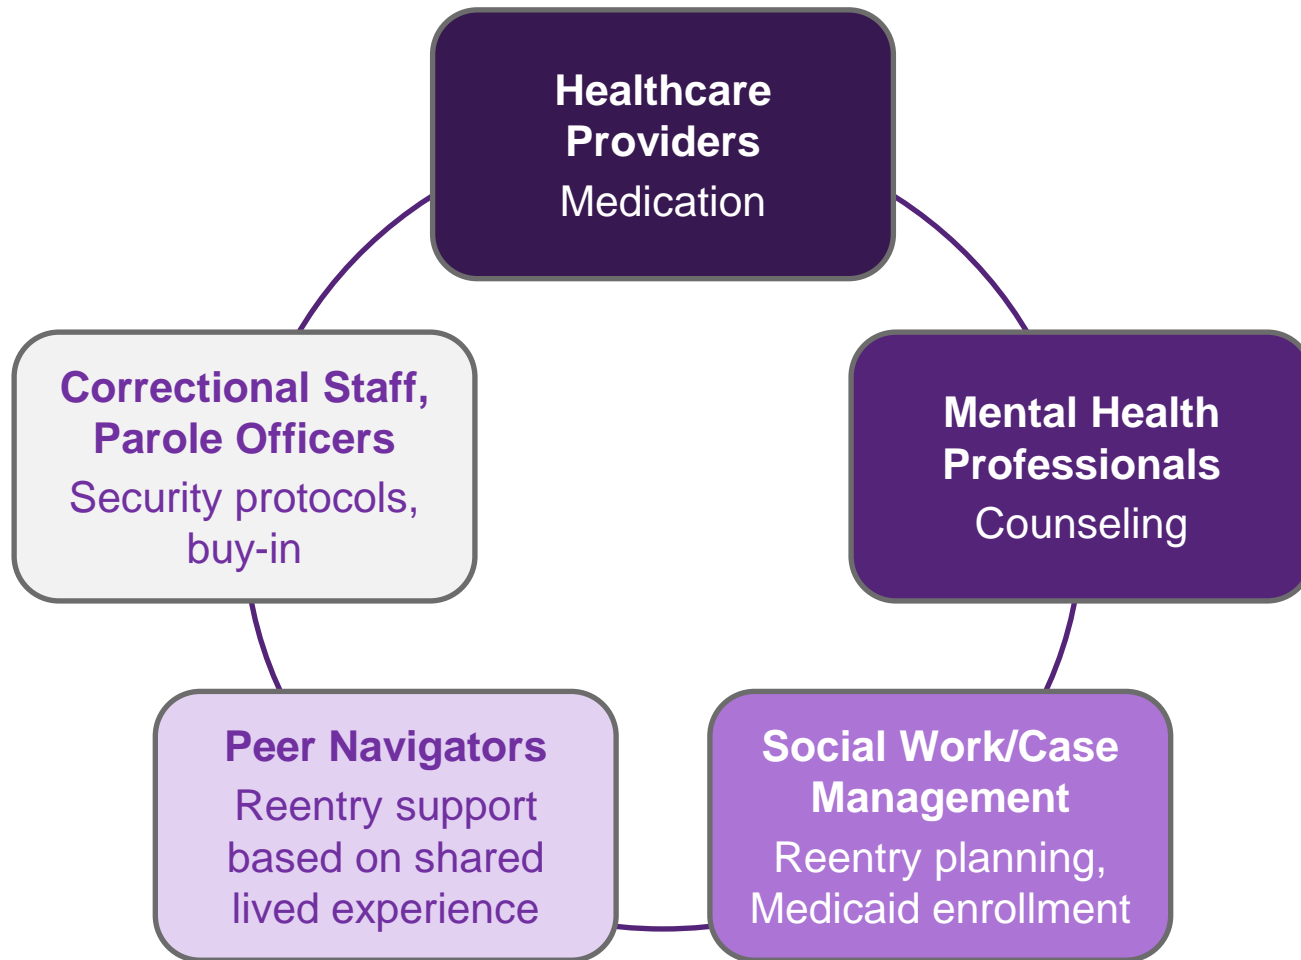 Healthcare
Providers
Medication
Correctional Staff,
Parole Officers
Security protocols,
buy-in
Mental Health
Professionals
Counseling
Peer Navigators
Reentry support
based on shared
lived experience
Social Work/Case
Management
Reentry planning,
Medicaid enrollment